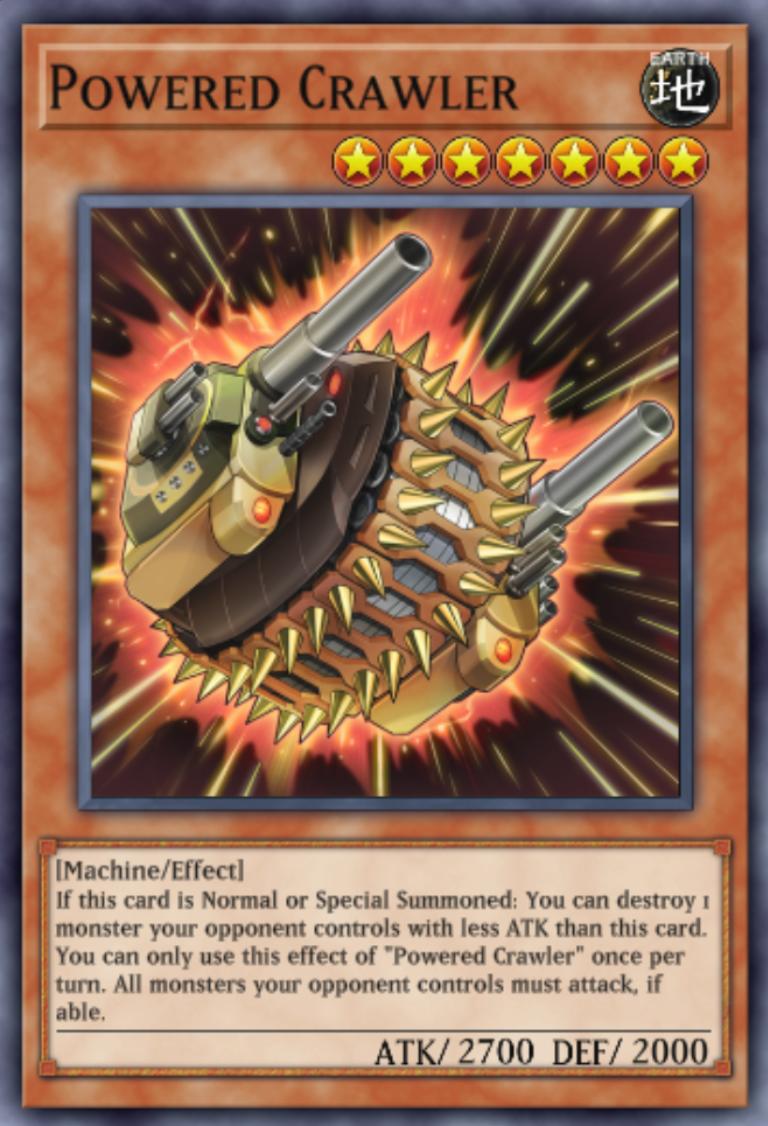 Powered Crawler
EARTH
地
[Machine/Effect]
If this card is Normal or Special Summoned: You can destroy 1
monster your opponent controls with less ATK than this card.
You can only use this effect of "Powered Crawler" once per
turn. All monsters your opponent controls must attack, if
able.
ATK/ 2700 DEF/ 2000